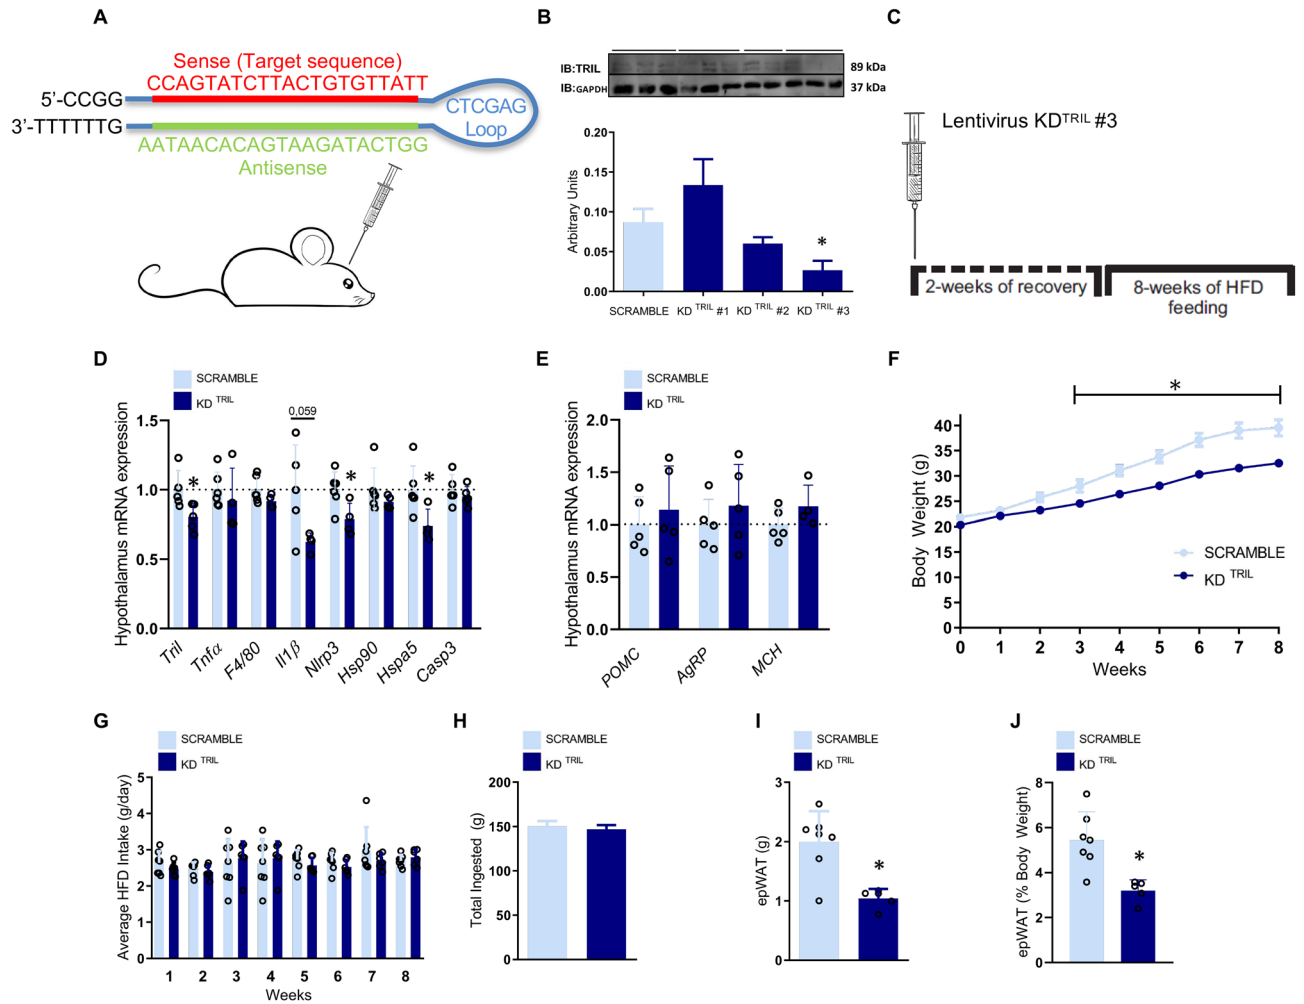 A
Sense (Target sequence)
CCAGTATCTTACTGTGTTATT
5'-CCGG
CTCGAG
Loop
3'-TTTTTTG
AATAACACAGTAAGATACTGG
Antisense
B
IB:TRIL
89 kDa
IB:GAPDH
37 kDa
Arbitrary Units
0.20
0.15
0.10
0.05
0.00
SCRAMBLE
KD TRIL #1
KD TRIL #2
KD TRIL #3
*
C
Lentivirus KDTRIL #3
2-weeks of recovery
8-weeks of HFD
feeding
D
SCRAMBLE
KD TRIL
Hypothalamus mRNA expression
1.5
1.0
0.5
0.0
0,059
*
*
*
Tril
Tnfα
F4/80
Il1β
Nlrp3
Hsp90
Hspa5
Casp3
E
SCRAMBLE
KD TRIL
Hypothalamus mRNA expression
2.0
1.5
1.0
0.5
0.0
POMC
AgRP
MCH
F
*
Body Weight (g)
40
35
30
25
20
15
10
5
0
SCRAMBLE
KD TRIL
0 1 2 3 4 5 6 7 8
Weeks
G
SCRAMBLE
KD TRIL
Average HFD Intake (g/day)
5
4
3
2
1
0
1 2 3 4 5 6 7 8
Weeks
H
SCRAMBLE
KD TRIL
Total Ingested (g)
200
150
100
50
0
I
SCRAMBLE
KD TRIL
epWAT (g)
3
2
1
0
*
J
SCRAMBLE
KD TRIL
epWAT (% Body Weight)
8
6
4
2
0
*